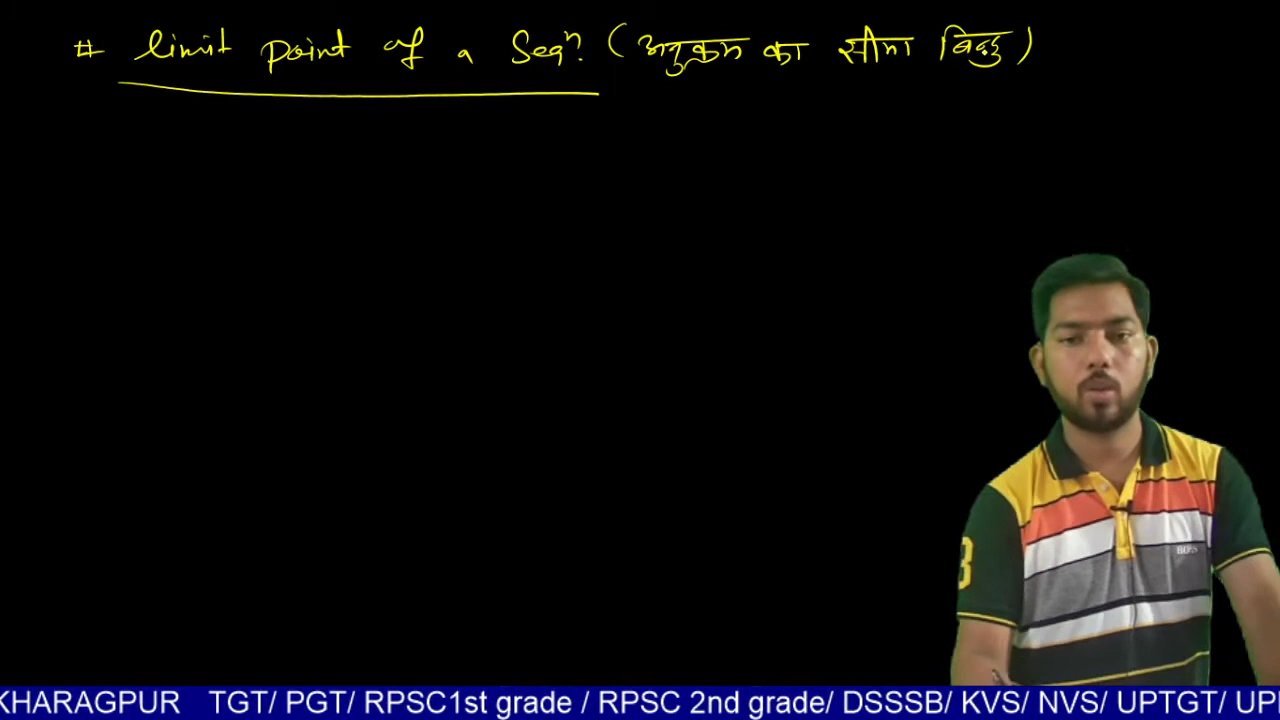 # limit point of a Seqⁿ: (अनुक्रम का सीमा बिन्दु)
BOSS
KHARAGPUR TGT/ PGT/ RPSC1st grade / RPSC 2nd grade/ DSSSB/ KVS/ NVS/ UPTGT/ UP